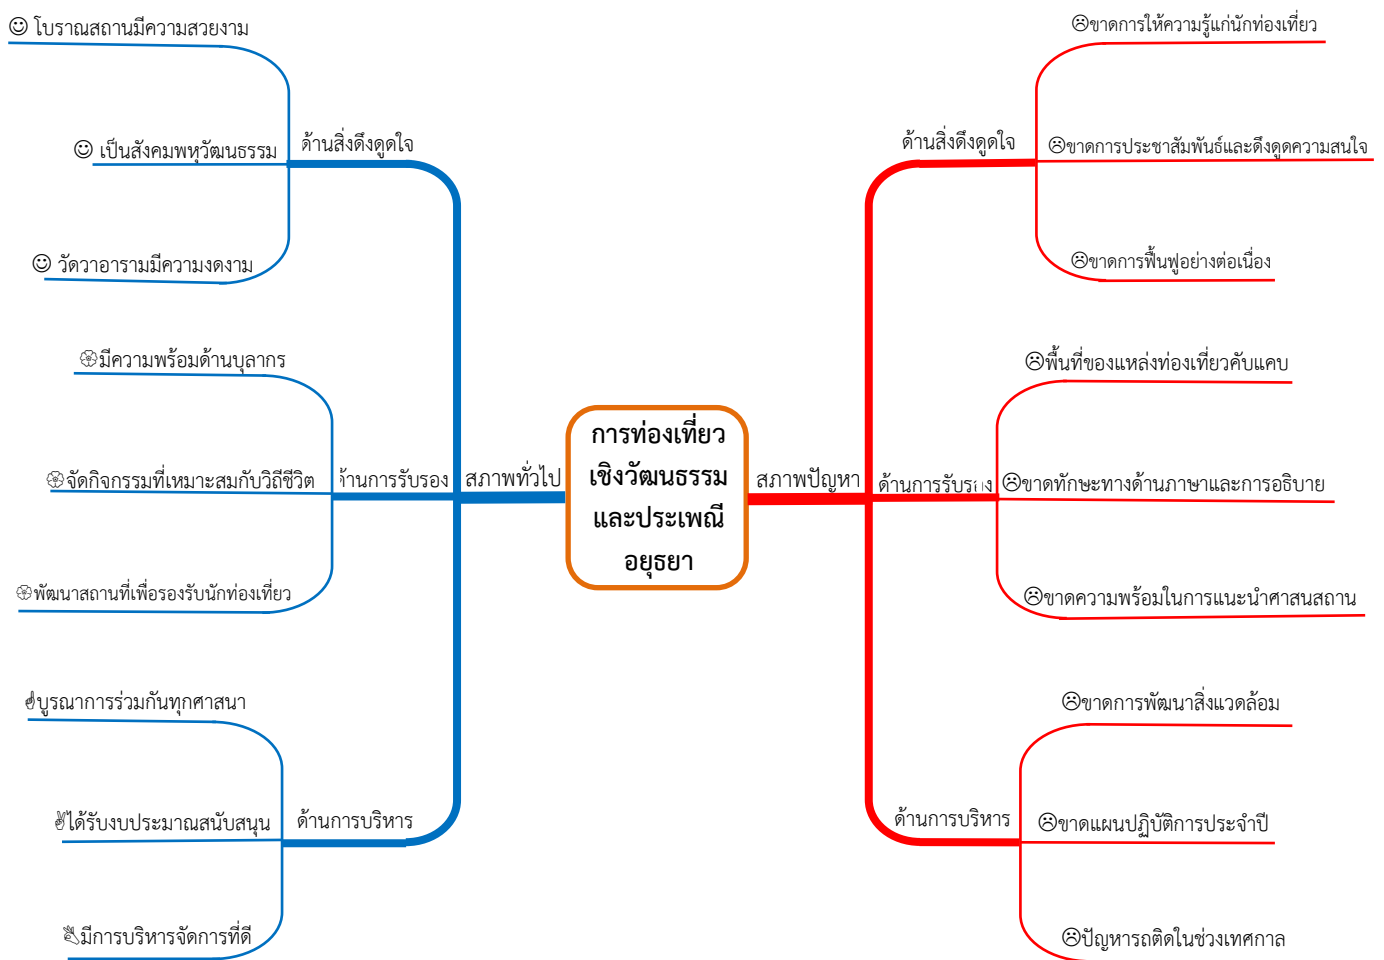 ☺ โบราณสถานมีความสวยงาม
☺ เป็นสังคมพหุวัฒนธรรม
☺ วัดวาอารามมีความงดงาม
ด้านสิ่งดึงดูดใจ
🏵มีความพร้อมด้านบุลากร
🏵จัดกิจกรรมที่เหมาะสมกับวิถีชีวิต
🏵พัฒนาสถานที่เพื่อรองรับนักท่องเที่ยว
ด้านการรับรอง
☝บูรณาการร่วมกันทุกศาสนา
✌ได้รับงบประมาณสนับสนุน
👌มีการบริหารจัดการที่ดี
ด้านการบริหาร
สภาพทั่วไป
การท่องเที่ยว
เชิงวัฒนธรรม
และประเพณี
อยุธยา
สภาพปัญหา
ด้านสิ่งดึงดูดใจ
☹ขาดการให้ความรู้แก่นักท่องเที่ยว
☹ขาดการประชาสัมพันธ์และดึงดูดความสนใจ
☹ขาดการฟื้นฟูอย่างต่อเนื่อง
ด้านการรับรอง
☹พื้นที่ของแหล่งท่องเที่ยวคับแคบ
☹ขาดทักษะทางด้านภาษาและการอธิบาย
☹ขาดความพร้อมในการแนะนำศาสนสถาน
ด้านการบริหาร
☹ขาดการพัฒนาสิ่งแวดล้อม
☹ขาดแผนปฏิบัติการประจำปี
☹ปัญหารถติดในช่วงเทศกาล